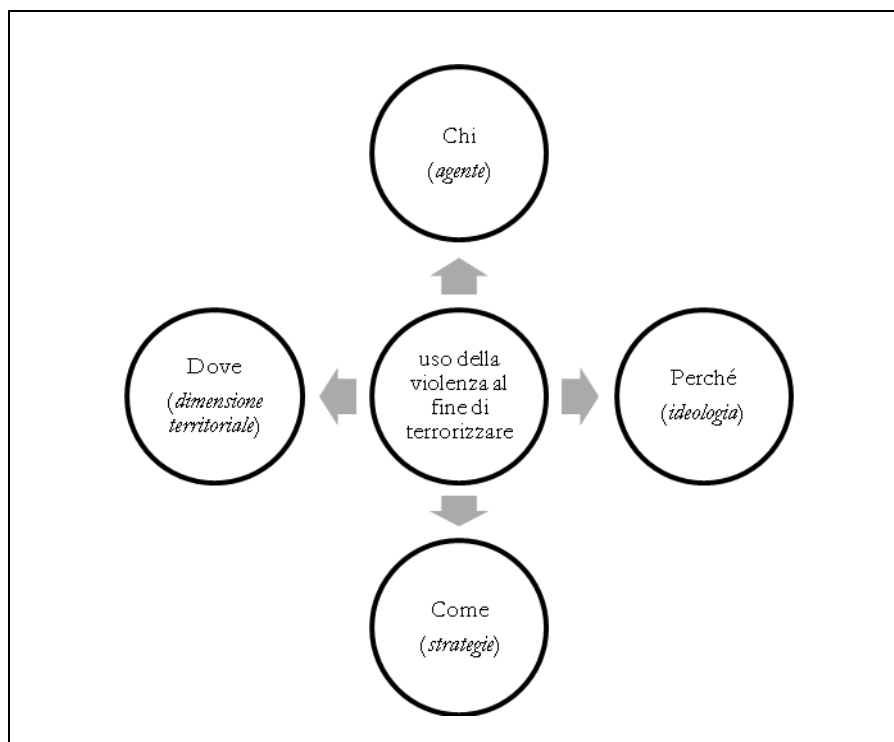 Chi
(agente)
Dove
(dimensione
territoriale)
uso della
violenza al
fine di
terrorizzare
Perché
(ideologia)
Come
(strategie)